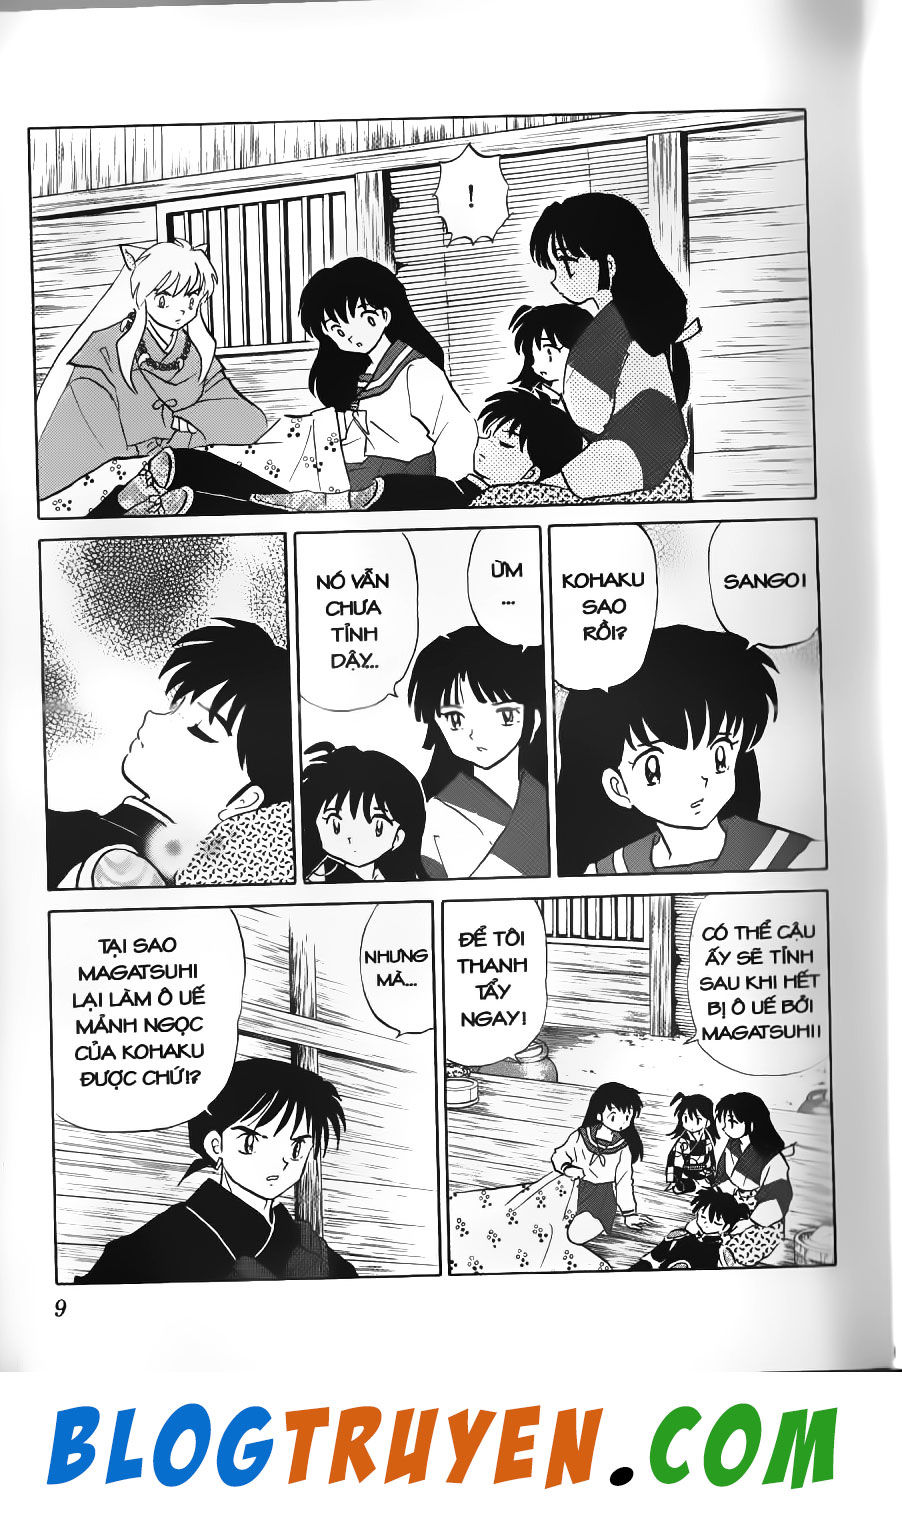 !
SANGO!
KOHAKU
SAO
RỒI?
ỪM
...
NÓ VẪN
CHƯA
TỈNH
DẬY...
CÓ THỂ CẬU
ẤY SẼ TỈNH
SAU KHI HẾT
BỊ Ô UẾ BỞI
MAGATSUHI!
ĐỂ TÔI
THANH
TẨY
NGAY!
NHƯNG
MÀ...
TẠI SAO
MAGATSUHI
LẠI LÀM Ô UẾ
MẢNH NGỌC
CỦA KOHAKU
ĐƯỢC CHỨ!?
9
BLOGTRUYEN.COM